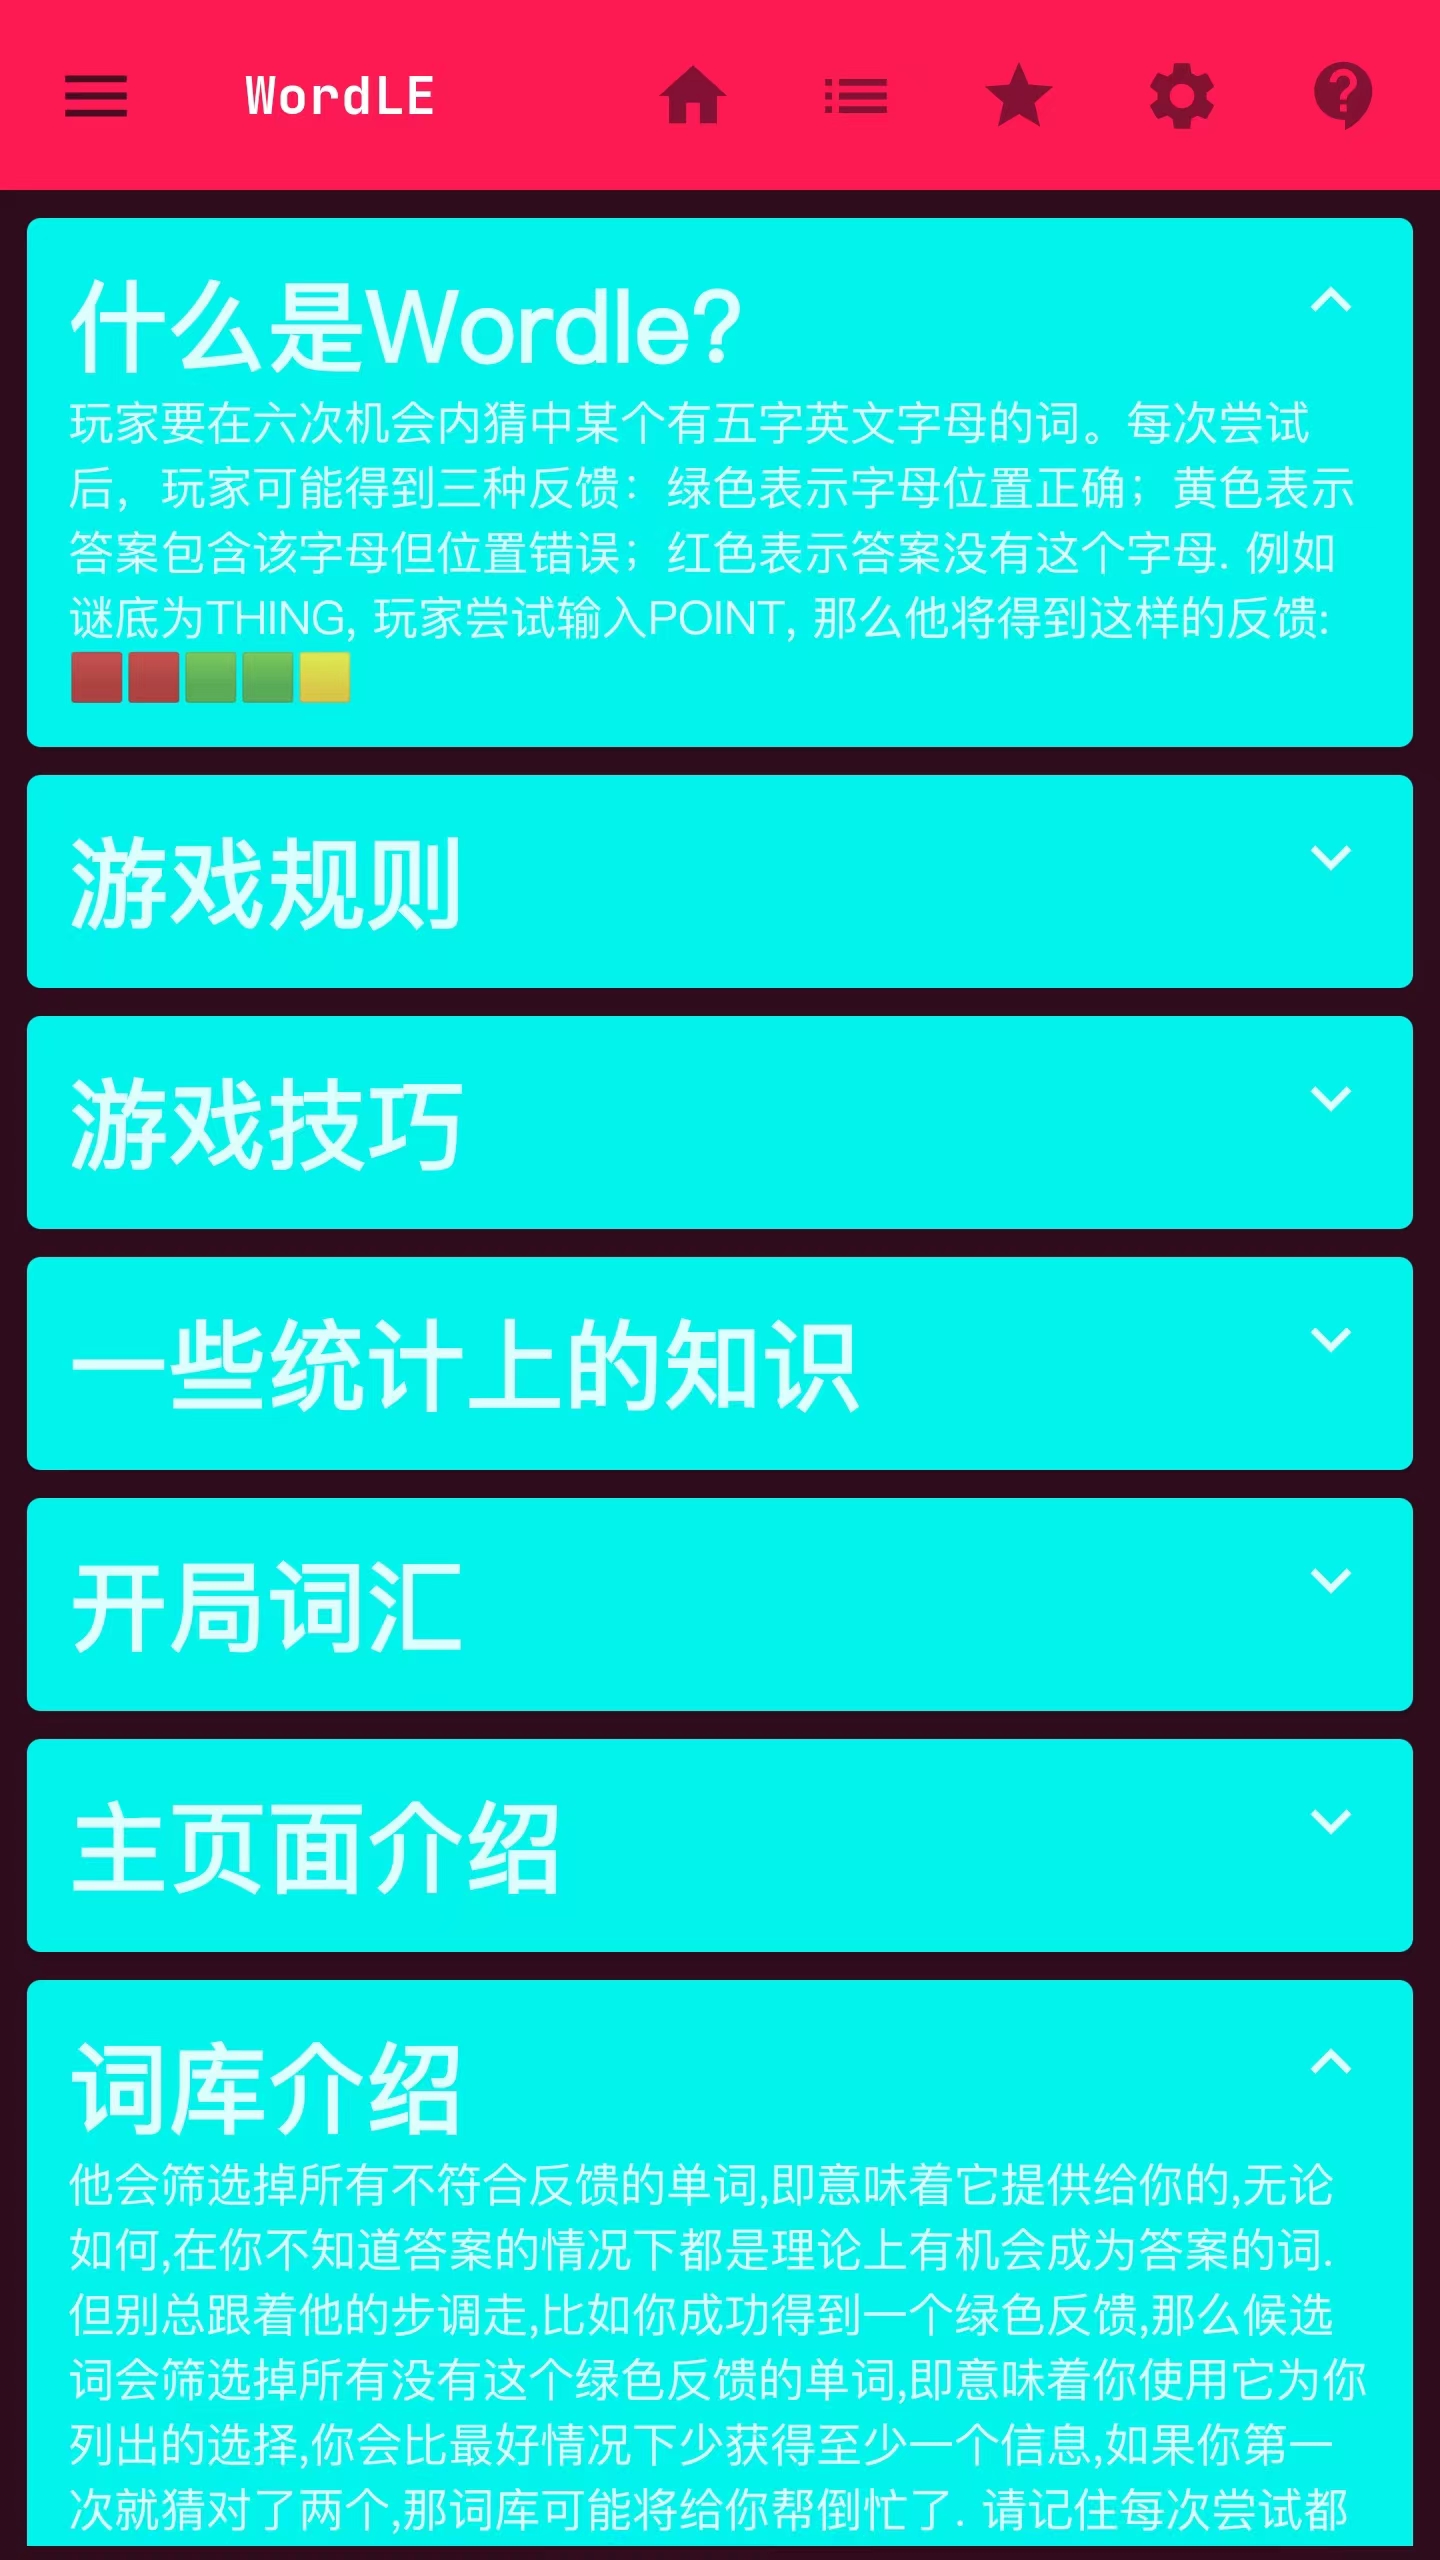 WordLE
什么是Wordle?
玩家要在六次机会内猜中某个有五字英文字母的词。每次尝试
后，玩家可能得到三种反馈：绿色表示字母位置正确；黄色表示
答案包含该字母但位置错误；红色表示答案没有这个字母. 例如
谜底为THING, 玩家尝试输入POINT, 那么他将得到这样的反馈:
🟥🟥🟩🟩🟨
游戏规则
游戏技巧
一些统计上的知识
开局词汇
主页面介绍
词库介绍
他会筛选掉所有不符合反馈的单词,即意味着它提供给你的,无论
如何,在你不知道答案的情况下都是理论上有机会成为答案的词.
但别总跟着他的步调走,比如你成功得到一个绿色反馈,那么候选
词会筛选掉所有没有这个绿色反馈的单词,即意味着你使用它为你
列出的选择,你会比最好情况下少获得至少一个信息,如果你第一
次就猜对了两个,那词库可能将给你帮倒忙了. 请记住每次尝试都